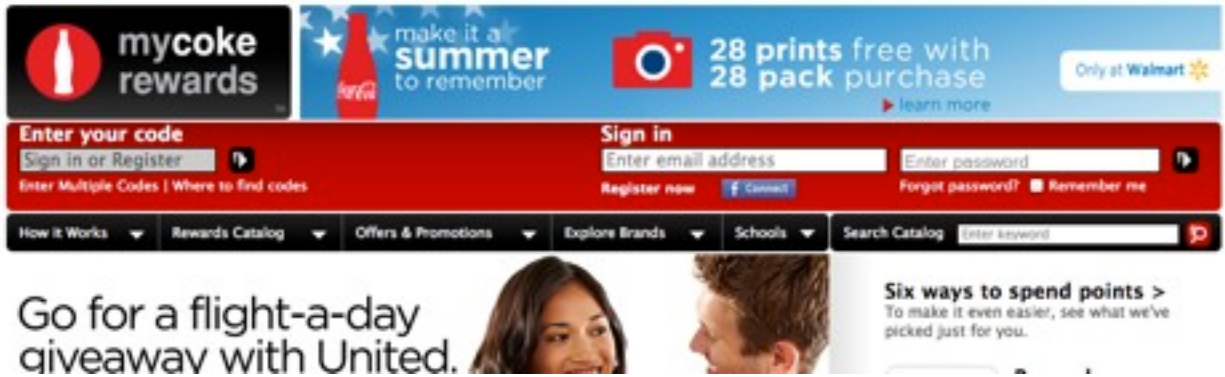 mycoke
rewards
make it a
summer
to remember
Coca-Cola
28 prints free with
28 pack purchase
learn more
Only at Walmart
Enter your code
Sign in or Register
Enter Multiple Codes | Where to find codes
Sign in
Enter email address
Enter password
Register now
f Connect
Forgot password?
Remember me
How it Works
Rewards Catalog
Offers & Promotions
Explore Brands
Schools
Search Catalog
Enter keyword
Go for a flight-a-day
giveaway with United.
Six ways to spend points >
To make it even easier, see what we've
picked just for you.